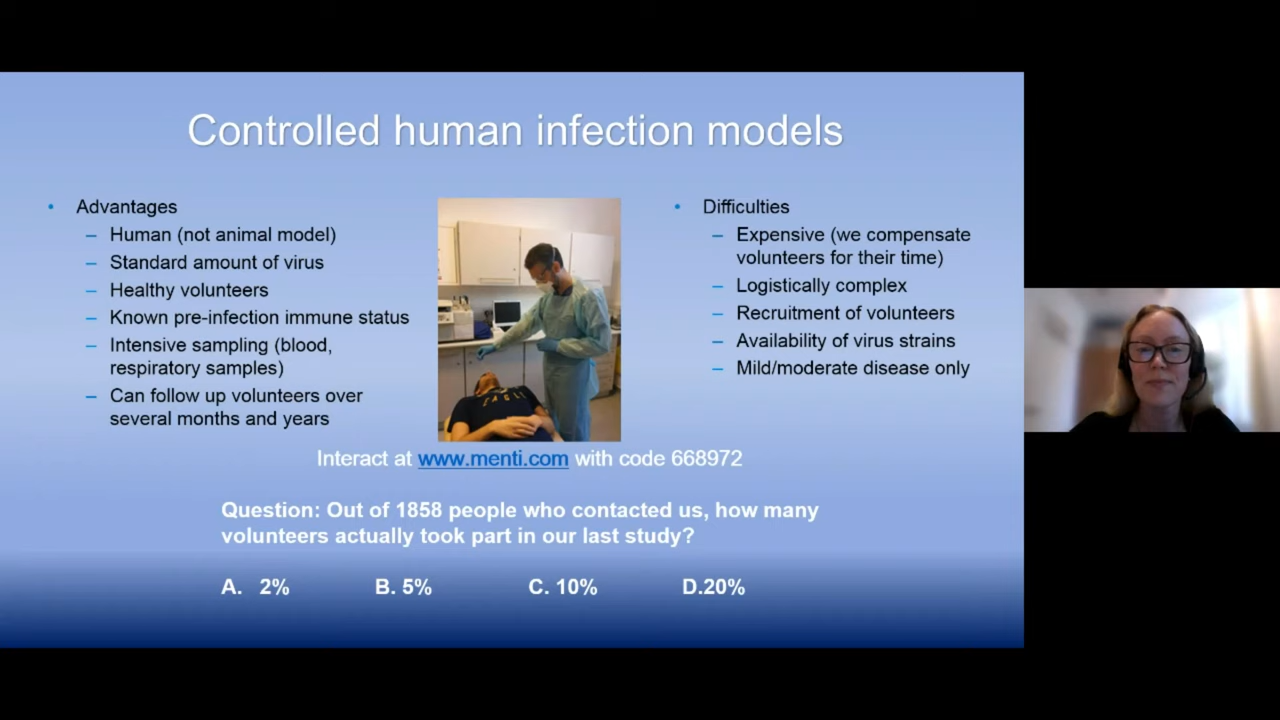 Controlled human infection models
• Advantages
– Human (not animal model)
– Standard amount of virus
– Healthy volunteers
– Known pre-infection immune status
– Intensive sampling (blood,
respiratory samples)
– Can follow up volunteers over
several months and years
• Difficulties
– Expensive (we compensate
volunteers for their time)
– Logistically complex
– Recruitment of volunteers
– Availability of virus strains
– Mild/moderate disease only
Interact at www.menti.com with code 668972
Question: Out of 1858 people who contacted us, how many
volunteers actually took part in our last study?
A. 2% B. 5% C. 10% D.20%